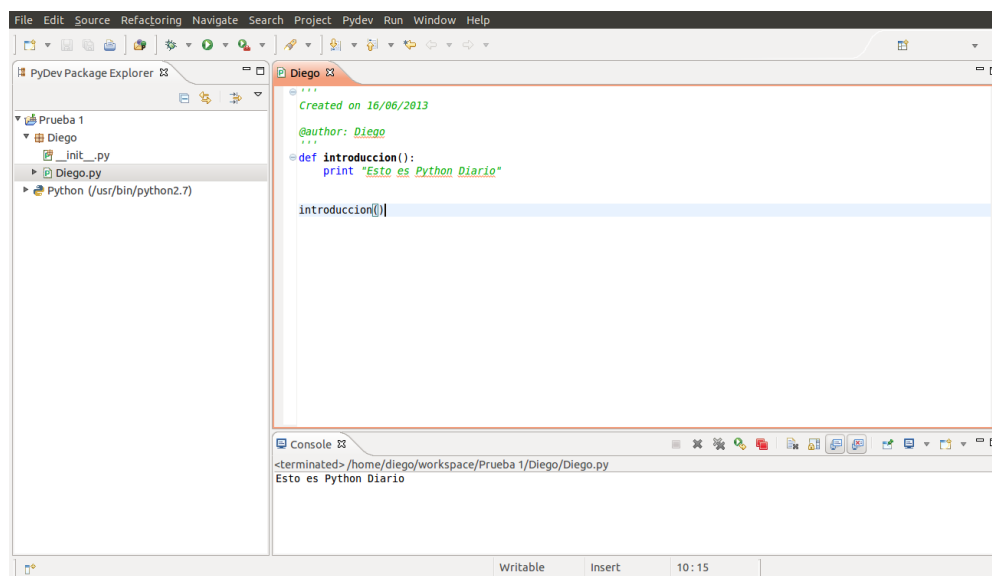 File Edit Source Refactoring Navigate Search Project Pydev Run Window Help
PyDev Package Explorer
Prueba 1
Diego
__init__.py
Diego.py
Python (/usr/bin/python2.7)
Diego
'''
Created on 16/06/2013
@author: Diego
'''
def introduccion():
print "Esto es Python Diario"
introduccion()
Console
<terminated> /home/diego/workspace/Prueba 1/Diego/Diego.py
Esto es Python Diario
Writable Insert 10:15